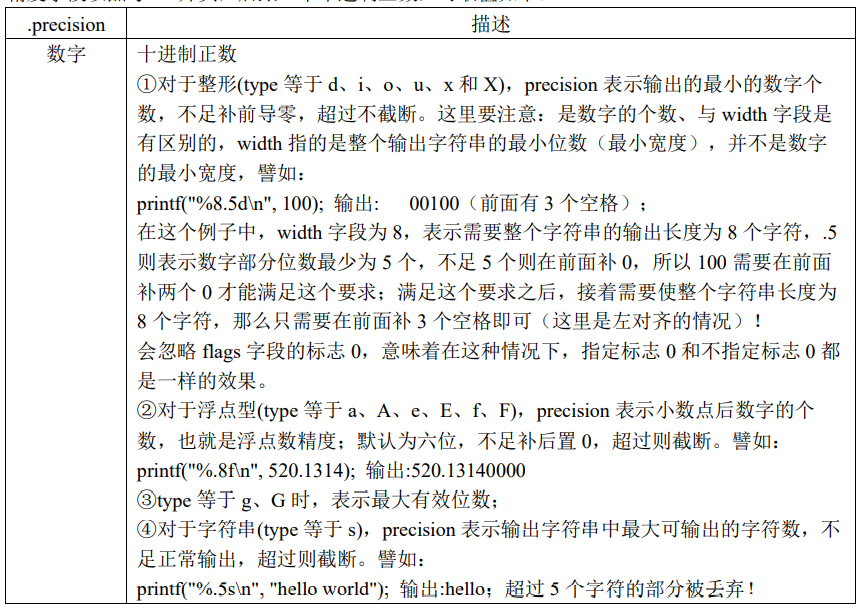 .precision 描述
数字 十进制正数
①对于整形(type 等于 d、i、o、u、x 和 X)，precision 表示输出的最小的数字个
数，不足补前导零，超过不截断。这里要注意：是数字的个数、与 width 字段是
有区别的，width 指的是整个输出字符串的最小位数（最小宽度），并不是数字
的最小宽度，譬如：
printf("%8.5d\n", 100); 输出:   00100（前面有 3 个空格）；
在这个例子中，width 字段为 8，表示需要整个字符串的输出长度为 8 个字符，.5
则表示数字部分位数最少为 5 个，不足 5 个则在前面补 0，所以 100 需要在前面
补两个 0 才能满足这个要求；满足这个要求之后，接着需要使整个字符串长度为
8 个字符，那么只需要在前面补 3 个空格即可（这里是左对齐的情况）！
会忽略 flags 字段的标志 0，意味着在这种情况下，指定标志 0 和不指定标志 0 都
是一样的效果。
②对于浮点型(type 等于 a、A、e、E、f、F)，precision 表示小数点后数字的个
数，也就是浮点数精度；默认为六位，不足补后置 0，超过则截断。譬如：
printf("%.8f\n", 520.1314); 输出:520.13140000
③type 等于 g、G 时，表示最大有效位数；
④对于字符串(type 等于 s)，precision 表示输出字符串中最大可输出的字符数，不
足正常输出，超过则截断。譬如：
printf("%.5s\n", "hello world"); 输出:hello；超过 5 个字符的部分被丢弃！